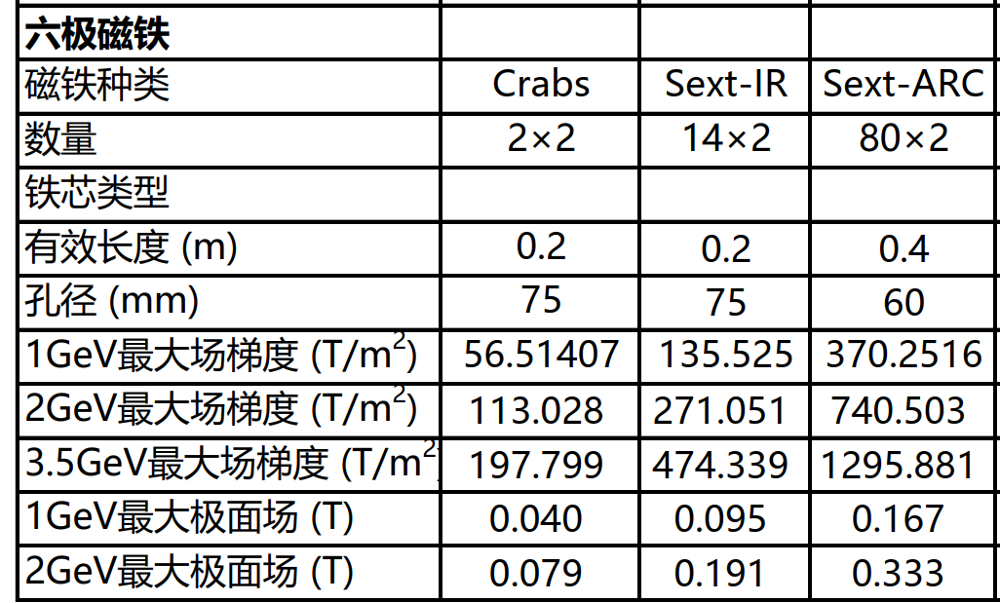 六极磁铁
磁铁种类 Crabs Sext-IR Sext-ARC
数量 2×2 14×2 80×2
铁芯类型
有效长度 (m) 0.2 0.2 0.4
孔径 (mm) 75 75 60
1GeV最大场梯度 (T/m²) 56.51407 135.525 370.2516
2GeV最大场梯度 (T/m²) 113.028 271.051 740.503
3.5GeV最大场梯度 (T/m²) 197.799 474.339 1295.881
1GeV最大极面场 (T) 0.040 0.095 0.167
2GeV最大极面场 (T) 0.079 0.191 0.333